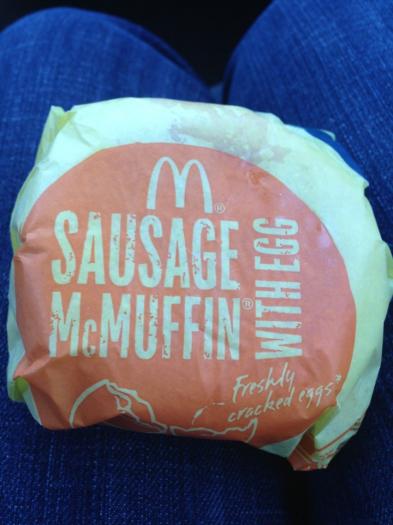 SAUSAGE
McMUFFIN®
WITH EGG
Freshly
cracked eggs*